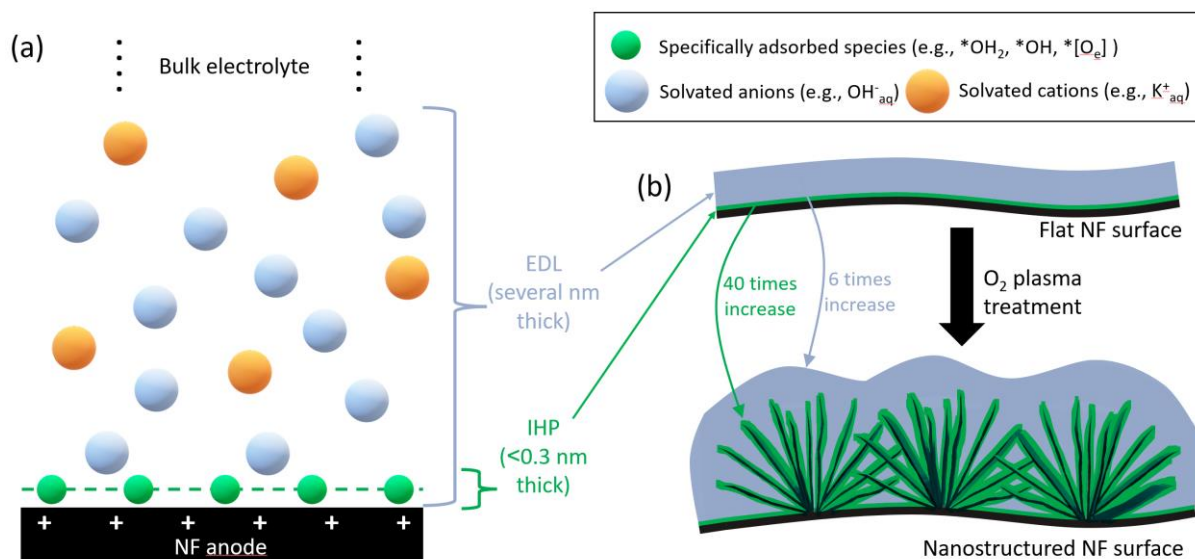 (a)
Bulk electrolyte
EDL
(several nm
thick)
IHP
(<0.3 nm
thick)
+ + + + + +
NF anode
Specifically adsorbed species (e.g., *OH₂, *OH, *[Oₑ] )
Solvated anions (e.g., OH⁻aq)
Solvated cations (e.g., K⁺aq)
(b)
Flat NF surface
40 times
increase
6 times
increase
O₂ plasma
treatment
Nanostructured NF surface